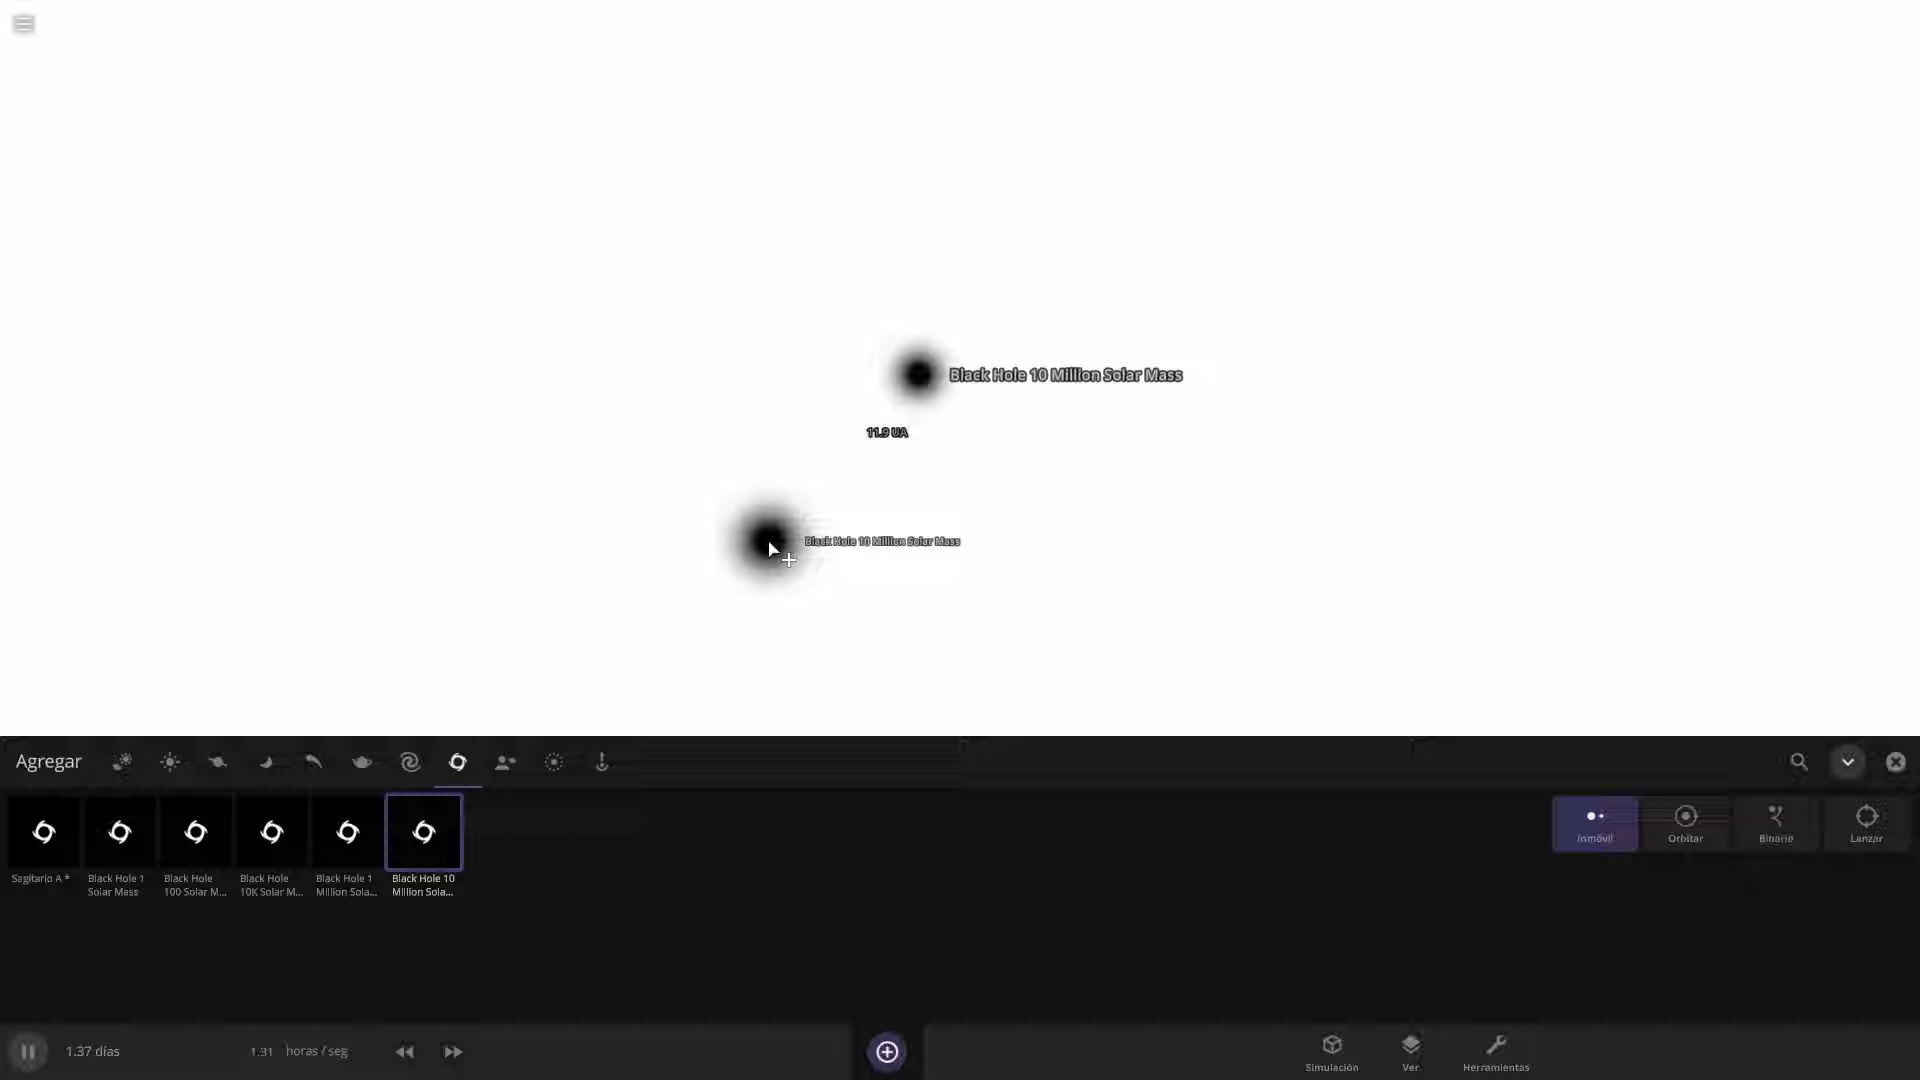 Black Hole 10 Million Solar Mass
11.9 UA
Black Hole 10 Million Solar Mass
Agregar
Inmóvil
Orbitar
Binario
Lanzar
Sagitario A *
Black Hole 1
Solar Mass
Black Hole
100 Solar M...
Black Hole
10K Solar M...
Black Hole 1
Million Sola...
Black Hole 10
Million Sola...
1.37 días
1.31 horas / seg
Simulación
Ver
Herramientas